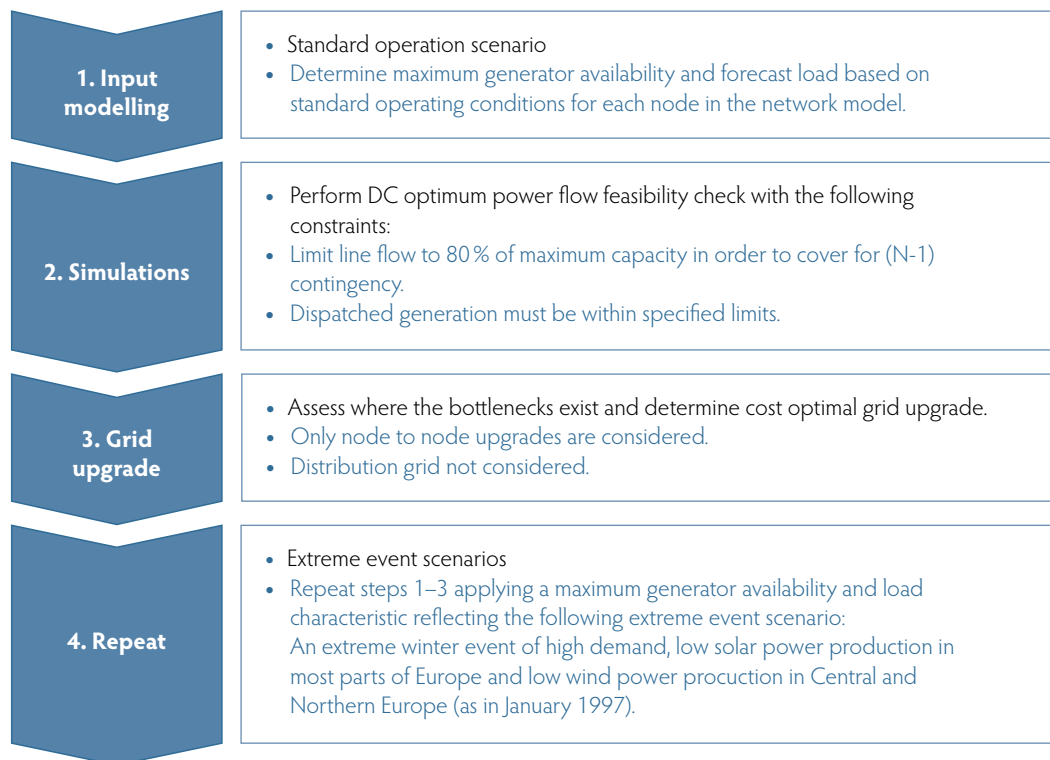 1. Input
modelling
• Standard operation scenario
• Determine maximum generator availability and forecast load based on
standard operating conditions for each node in the network model.
2. Simulations
• Perform DC optimum power flow feasibility check with the following
constraints:
• Limit line flow to 80 % of maximum capacity in order to cover for (N-1)
contingency.
• Dispatched generation must be within specified limits.
3. Grid
upgrade
• Assess where the bottlenecks exist and determine cost optimal grid upgrade.
• Only node to node upgrades are considered.
• Distribution grid not considered.
4. Repeat
• Extreme event scenarios
• Repeat steps 1–3 applying a maximum generator availability and load
characteristic reflecting the following extreme event scenario:
An extreme winter event of high demand, low solar power production in
most parts of Europe and low wind power procuction in Central and
Northern Europe (as in January 1997).